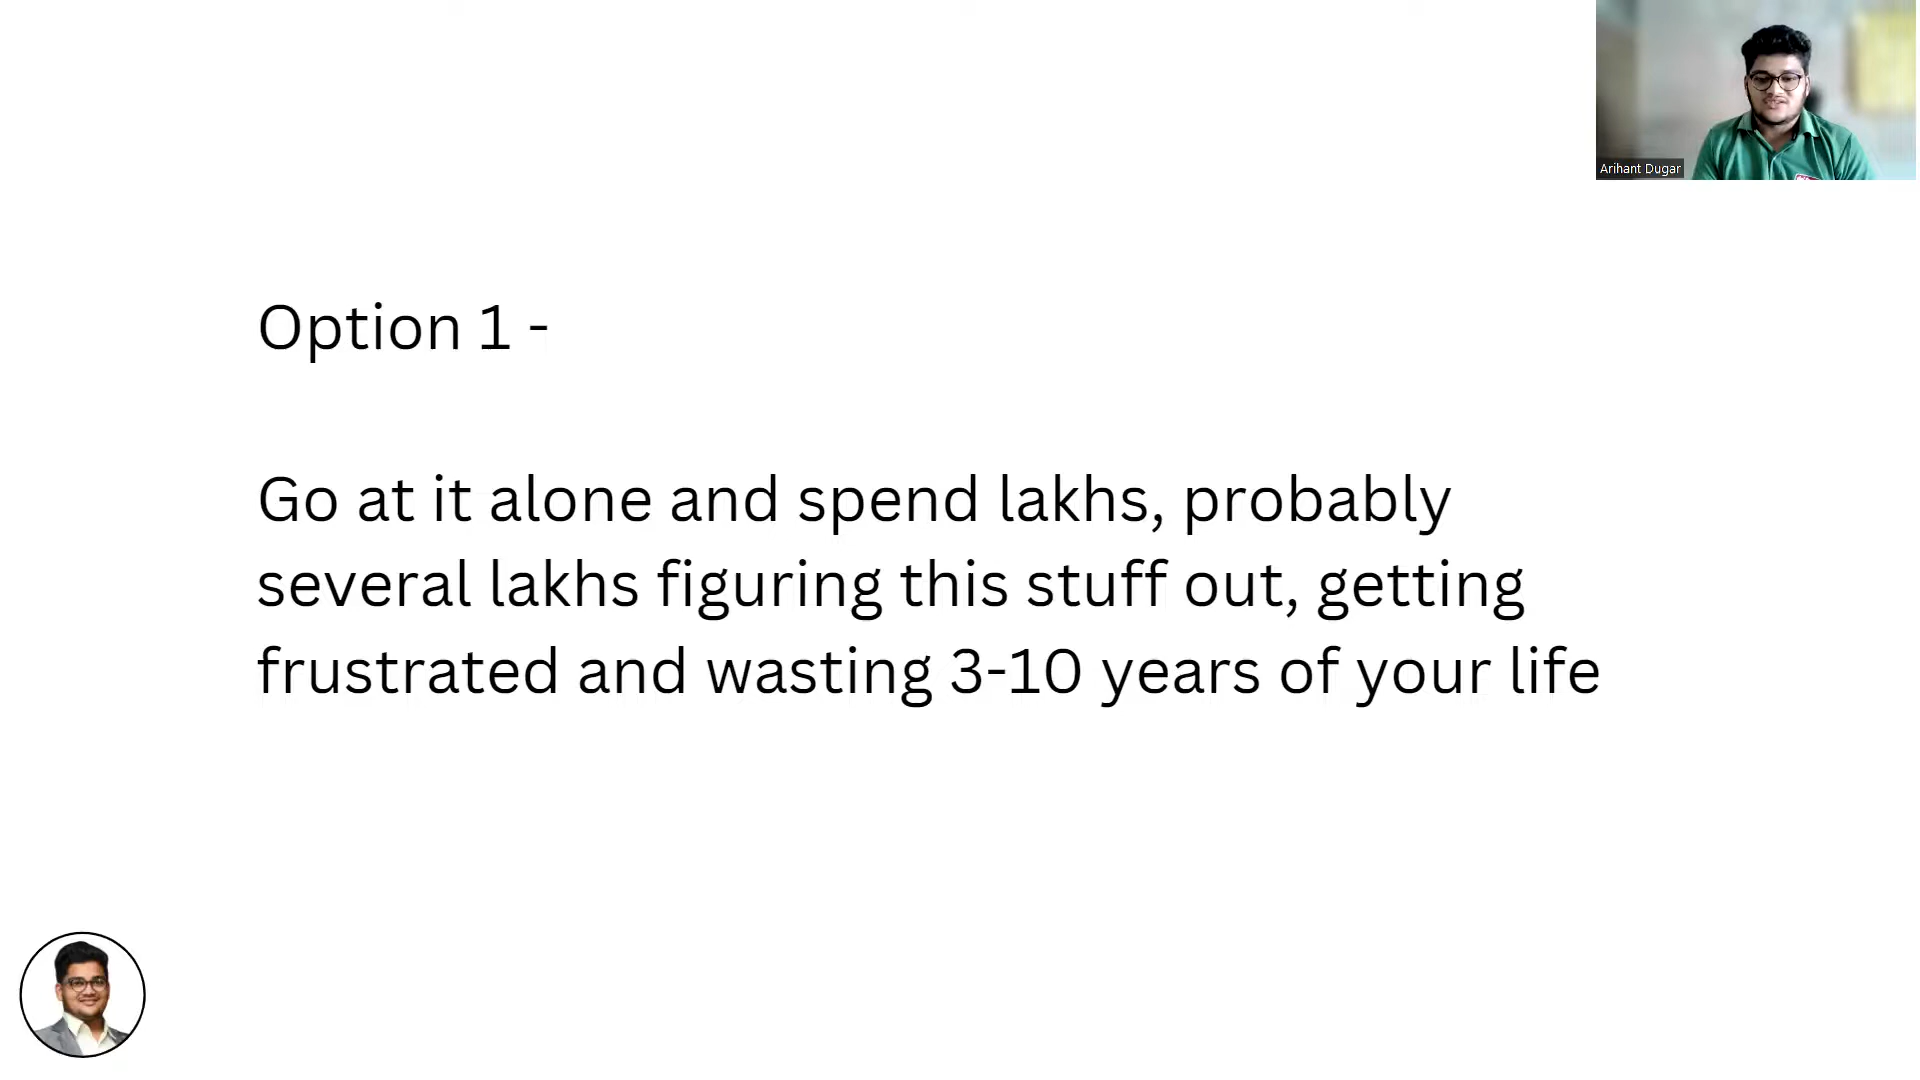 Arihant Dugar
Option 1 -
Go at it alone and spend lakhs, probably
several lakhs figuring this stuff out, getting
frustrated and wasting 3-10 years of your life